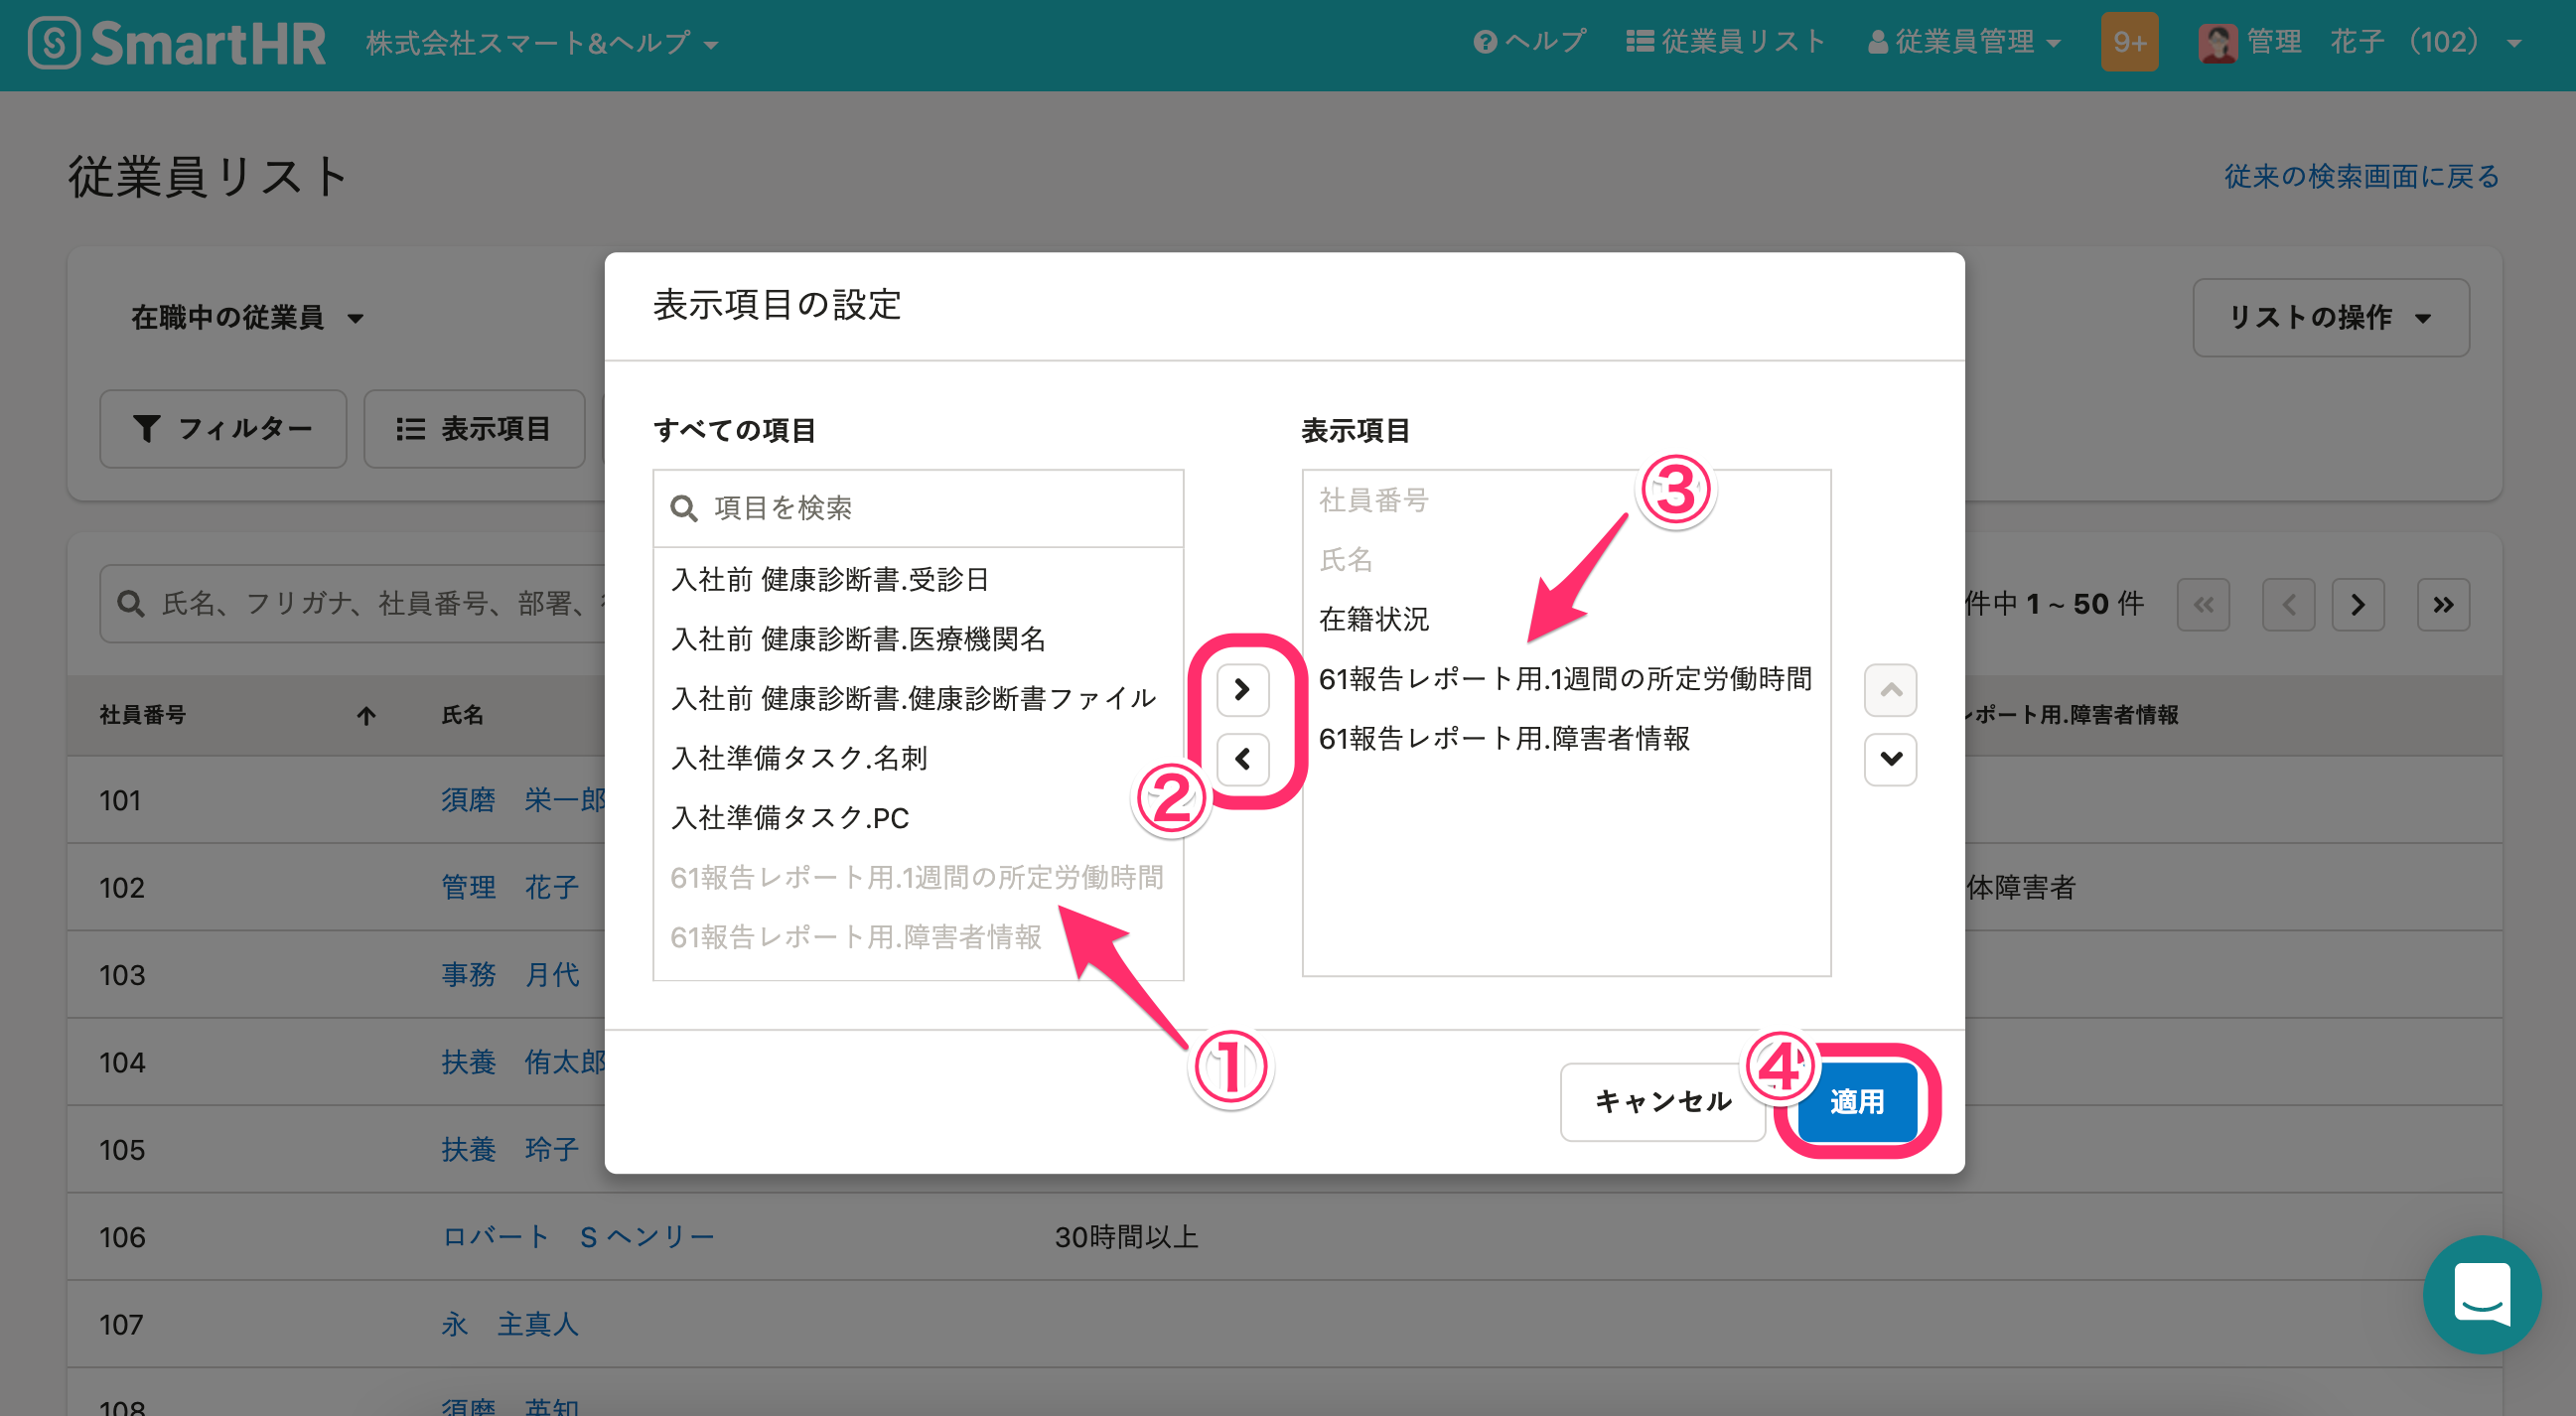 SmartHR 株式会社スマート&ヘルプ ヘルプ 従業員リスト 従業員管理 9+ 管理 花子 (102)
従業員リスト 従来の検索画面に戻る
在職中の従業員 リストの操作
フィルター 表示項目
表示項目の設定
すべての項目
項目を検索
入社前 健康診断書.受診日
入社前 健康診断書.医療機関名
入社前 健康診断書.健康診断書ファイル
入社準備タスク.名刺
入社準備タスク.PC
61報告レポート用.1週間の所定労働時間
61報告レポート用.障害者情報
①
②
表示項目
③
社員番号
氏名
在籍状況
61報告レポート用.1週間の所定労働時間
61報告レポート用.障害者情報
キャンセル
④
適用
氏名、フリガナ、社員番号、部署、 件中 1 ~ 50 件
社員番号 氏名 レポート用.障害者情報
101 須磨 栄一郎
102 管理 花子 体障害者
103 事務 月代
104 扶養 侑太郎
105 扶養 玲子
106 ロバート S ヘンリー 30時間以上
107 永 主真人
108 須磨 英知